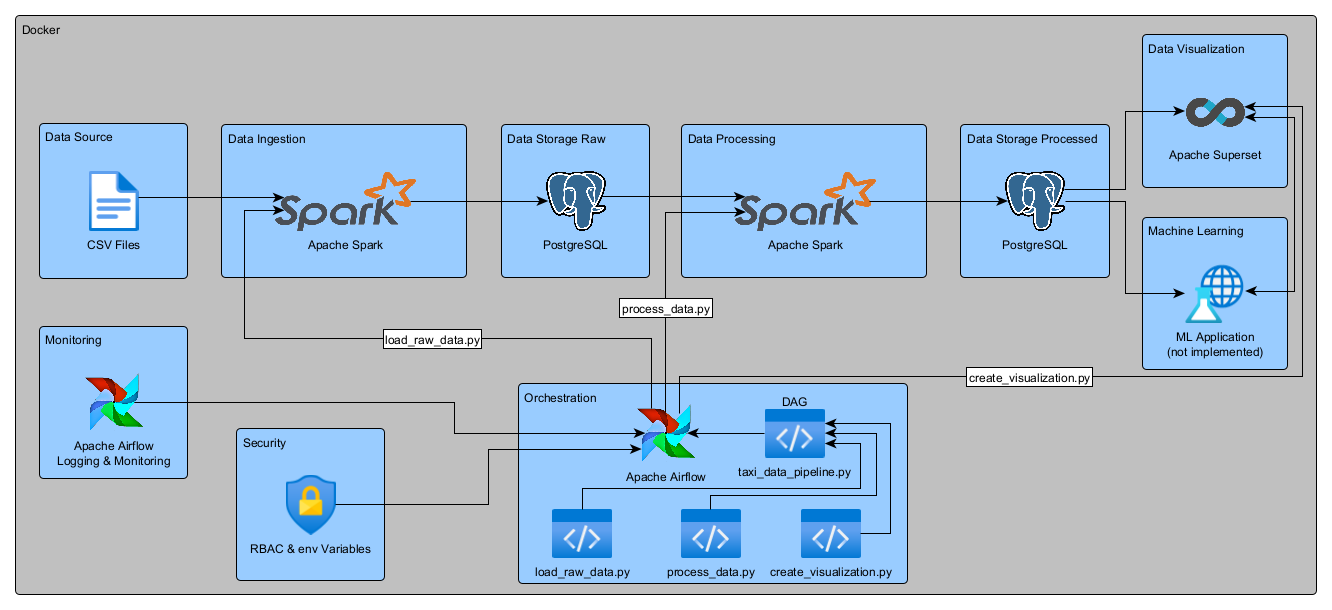 Docker
Data Source
CSV Files
Data Ingestion
Spark
Apache Spark
Data Storage Raw
PostgreSQL
Data Processing
Spark
Apache Spark
Data Storage Processed
PostgreSQL
Data Visualization
Apache Superset
Machine Learning
ML Application
(not implemented)
process_data.py
load_raw_data.py
create_visualization.py
Monitoring
Apache Airflow
Logging & Monitoring
Security
RBAC & env Variables
Orchestration
Apache Airflow
DAG
</>
taxi_data_pipeline.py
</>
load_raw_data.py
</>
process_data.py
</>
create_visualization.py